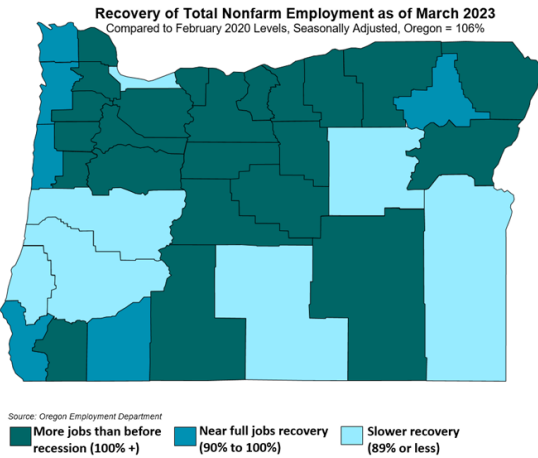 Recovery of Total Nonfarm Employment as of March 2023
Compared to February 2020 Levels, Seasonally Adjusted, Oregon = 106%
Source: Oregon Employment Department
More jobs than before
recession (100% +)
Near full jobs recovery
(90% to 100%)
Slower recovery
(89% or less)